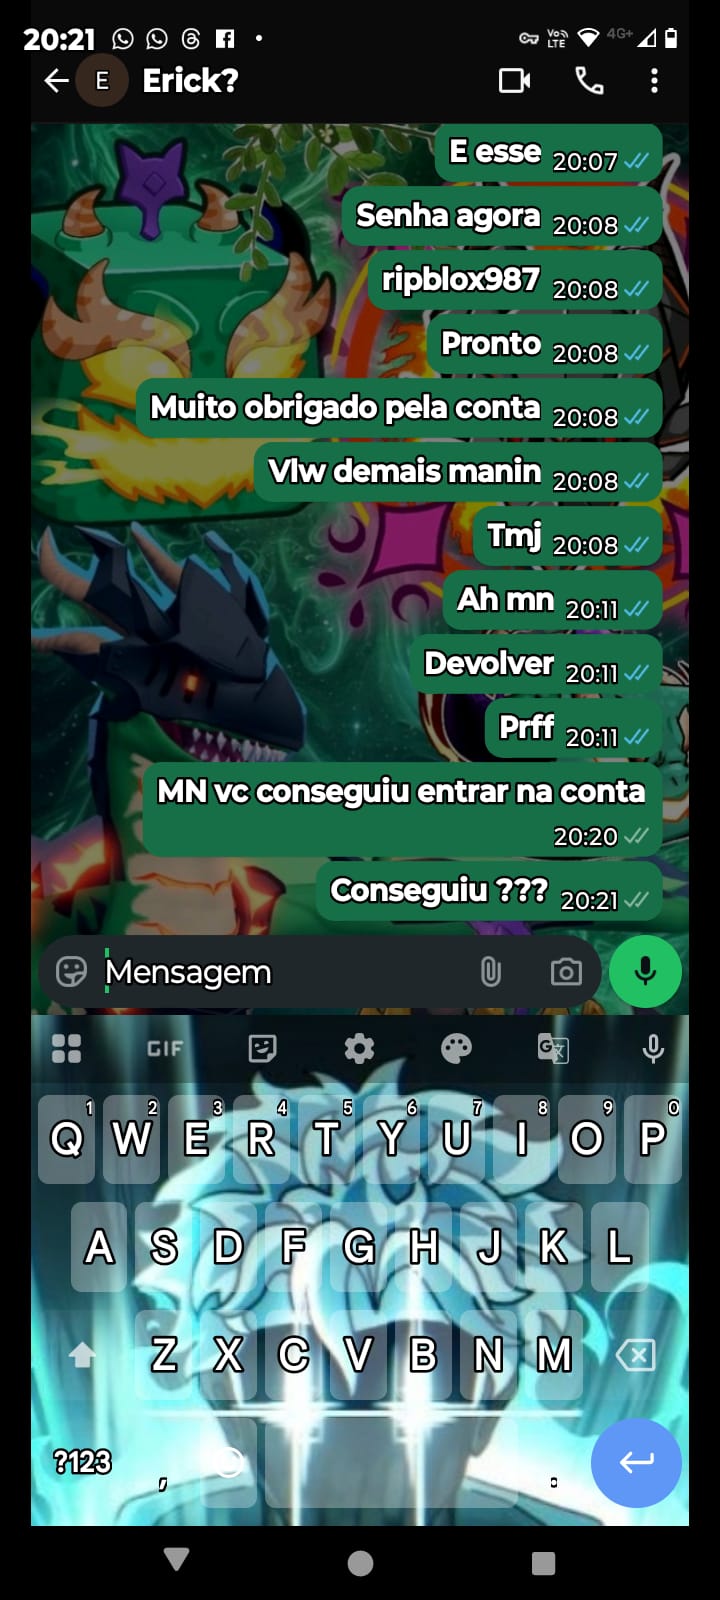 20:21
4G+
Vo)) LTE
E
Erick?
E esse 20:07
Senha agora 20:08
ripblox987 20:08
Pronto 20:08
Muito obrigado pela conta 20:08
Vlw demais manin 20:08
Tmj 20:08
Ah mn 20:11
Devolver 20:11
Prff 20:11
MN vc conseguiu entrar na conta
20:20
Conseguiu ??? 20:21
Mensagem
GIF
1 2 3 4 5 6 7 8 9 0
Q W E R T Y U I O P
A S D F G H J K L
Z X C V B N M
?123 , .